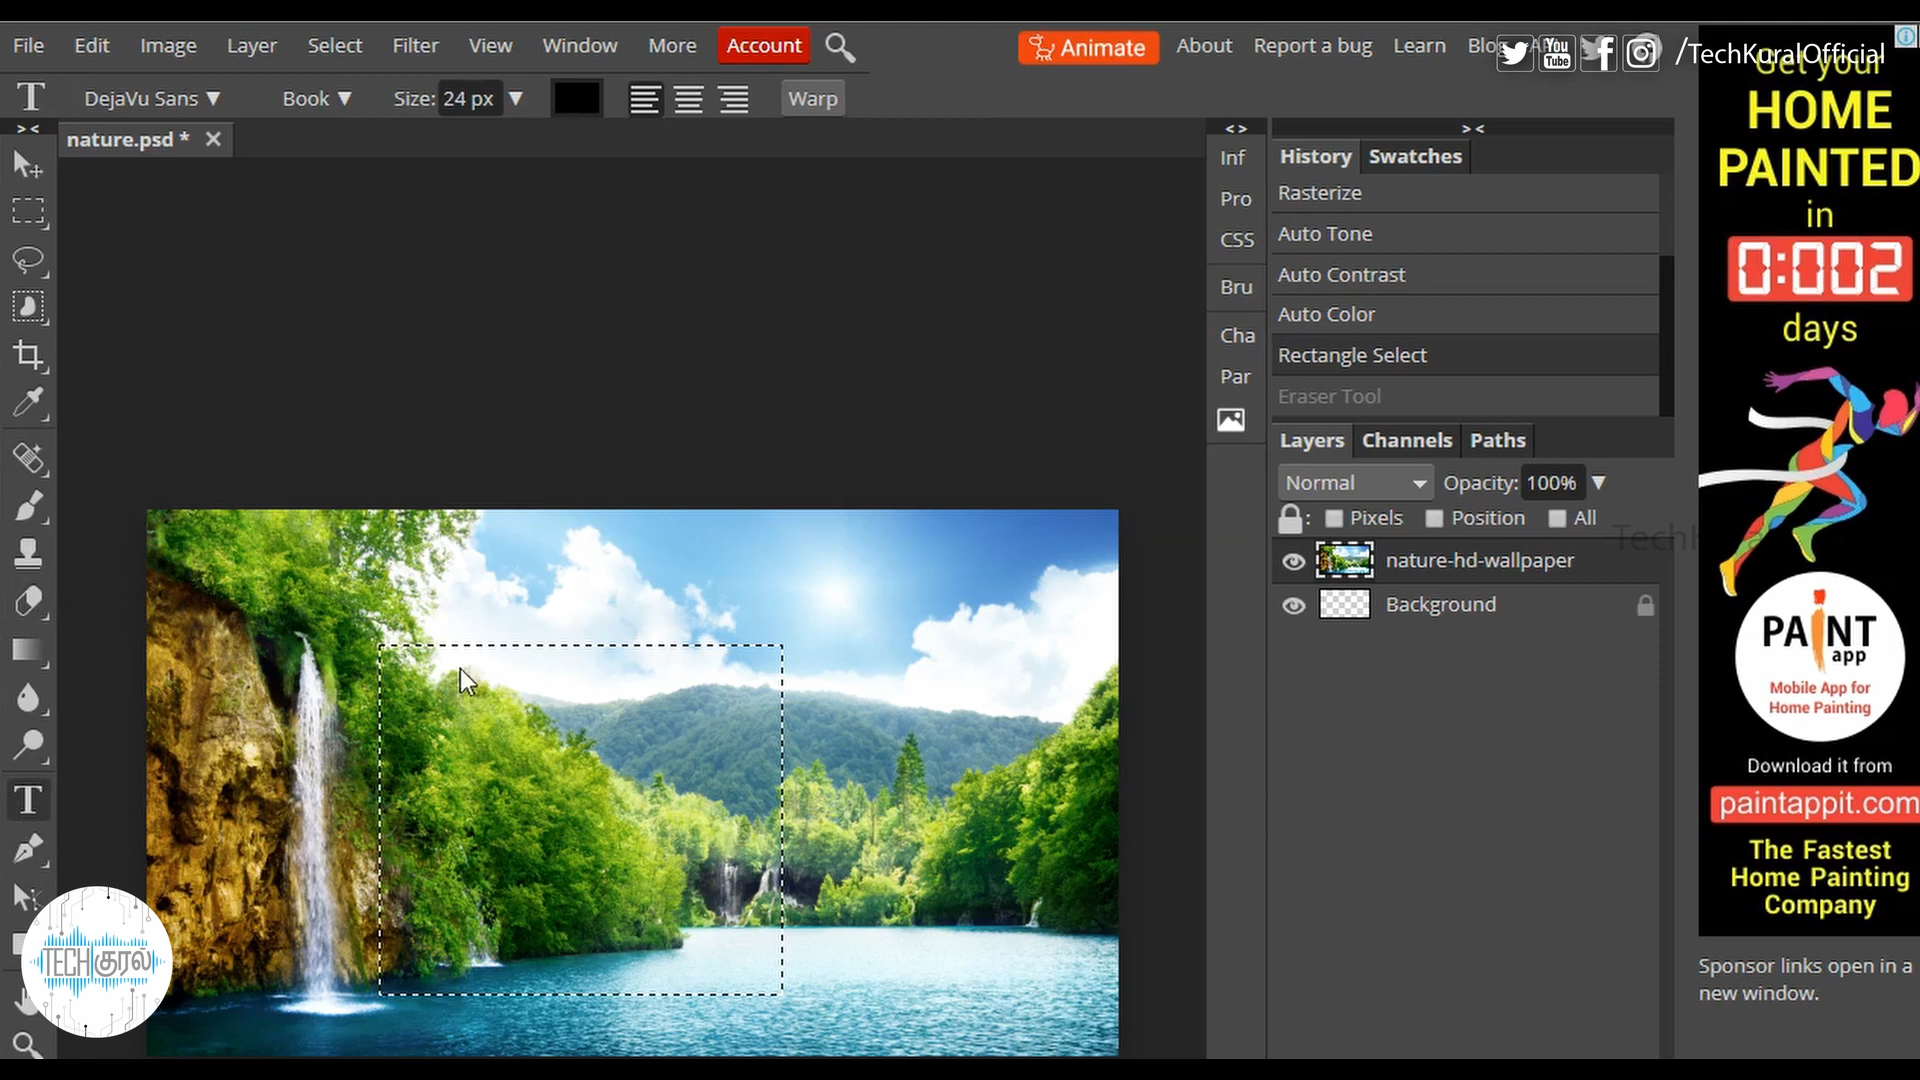 File Edit Image Layer Select Filter View Window More Account Animate About Report a bug Learn Blog
/TechKuralOfficial
You
Tube
T DejaVu Sans ▼ Book ▼ Size: 24 px ▼ Warp
> <
nature.psd *
< >
Inf
Pro
CSS
Bru
Cha
Par
> <
History Swatches
Rasterize
Auto Tone
Auto Contrast
Auto Color
Rectangle Select
Eraser Tool
Layers Channels Paths
Normal Opacity: 100% ▼
: Pixels Position All
nature-hd-wallpaper
Background
TECHகுரல்
Get your
HOME
PAINTED
in
0:002
days
PAiNT
app
Mobile App for
Home Painting
Download it from
paintappit.com
The Fastest
Home Painting
Company
Sponsor links open in a
new window.